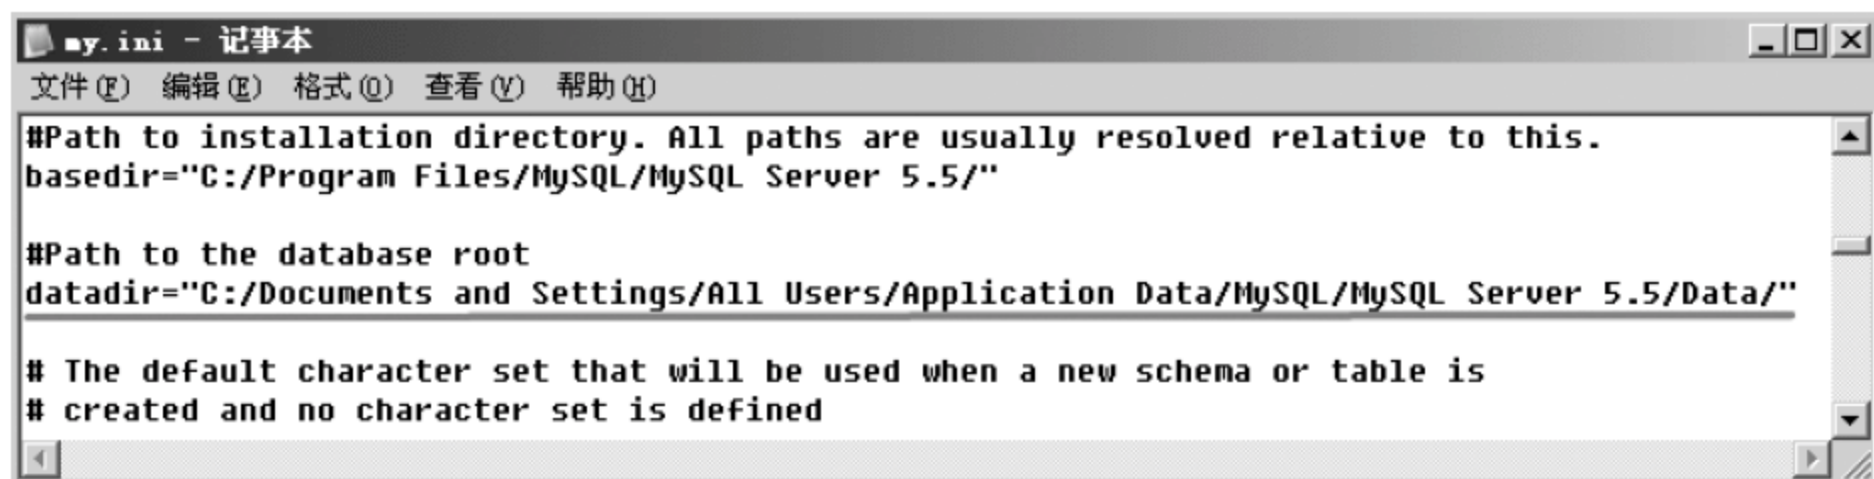 my.ini - 记事本
文件(F) 编辑(E) 格式(O) 查看(V) 帮助(H)
#Path to installation directory. All paths are usually resolved relative to this.
basedir="C:/Program Files/MySQL/MySQL Server 5.5/"
#Path to the database root
datadir="C:/Documents and Settings/All Users/Application Data/MySQL/MySQL Server 5.5/Data/"
# The default character set that will be used when a new schema or table is
# created and no character set is defined